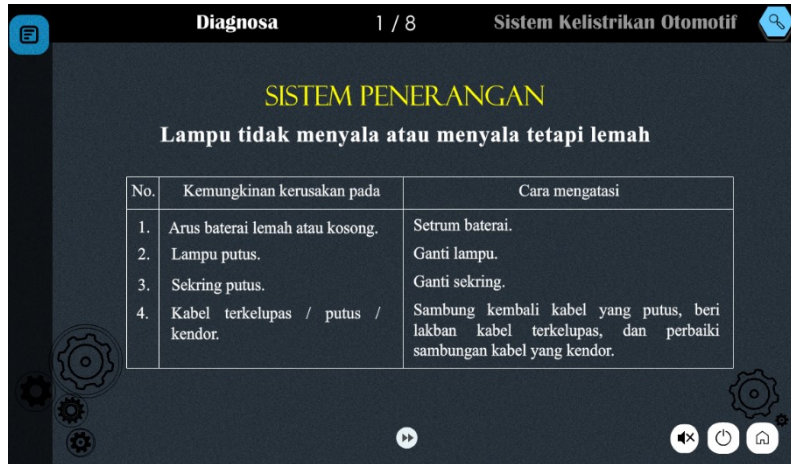 Diagnosa 1 / 8 Sistem Kelistrikan Otomotif
SISTEM PENERANGAN
Lampu tidak menyala atau menyala tetapi lemah
No. Kemungkinan kerusakan pada Cara mengatasi
1. Arus baterai lemah atau kosong. Setrum baterai.
2. Lampu putus. Ganti lampu.
3. Sekring putus. Ganti sekring.
4. Kabel terkelupas / putus / Sambung kembali kabel yang putus, beri
kendor. lakban kabel terkelupas, dan perbaiki
sambungan kabel yang kendor.